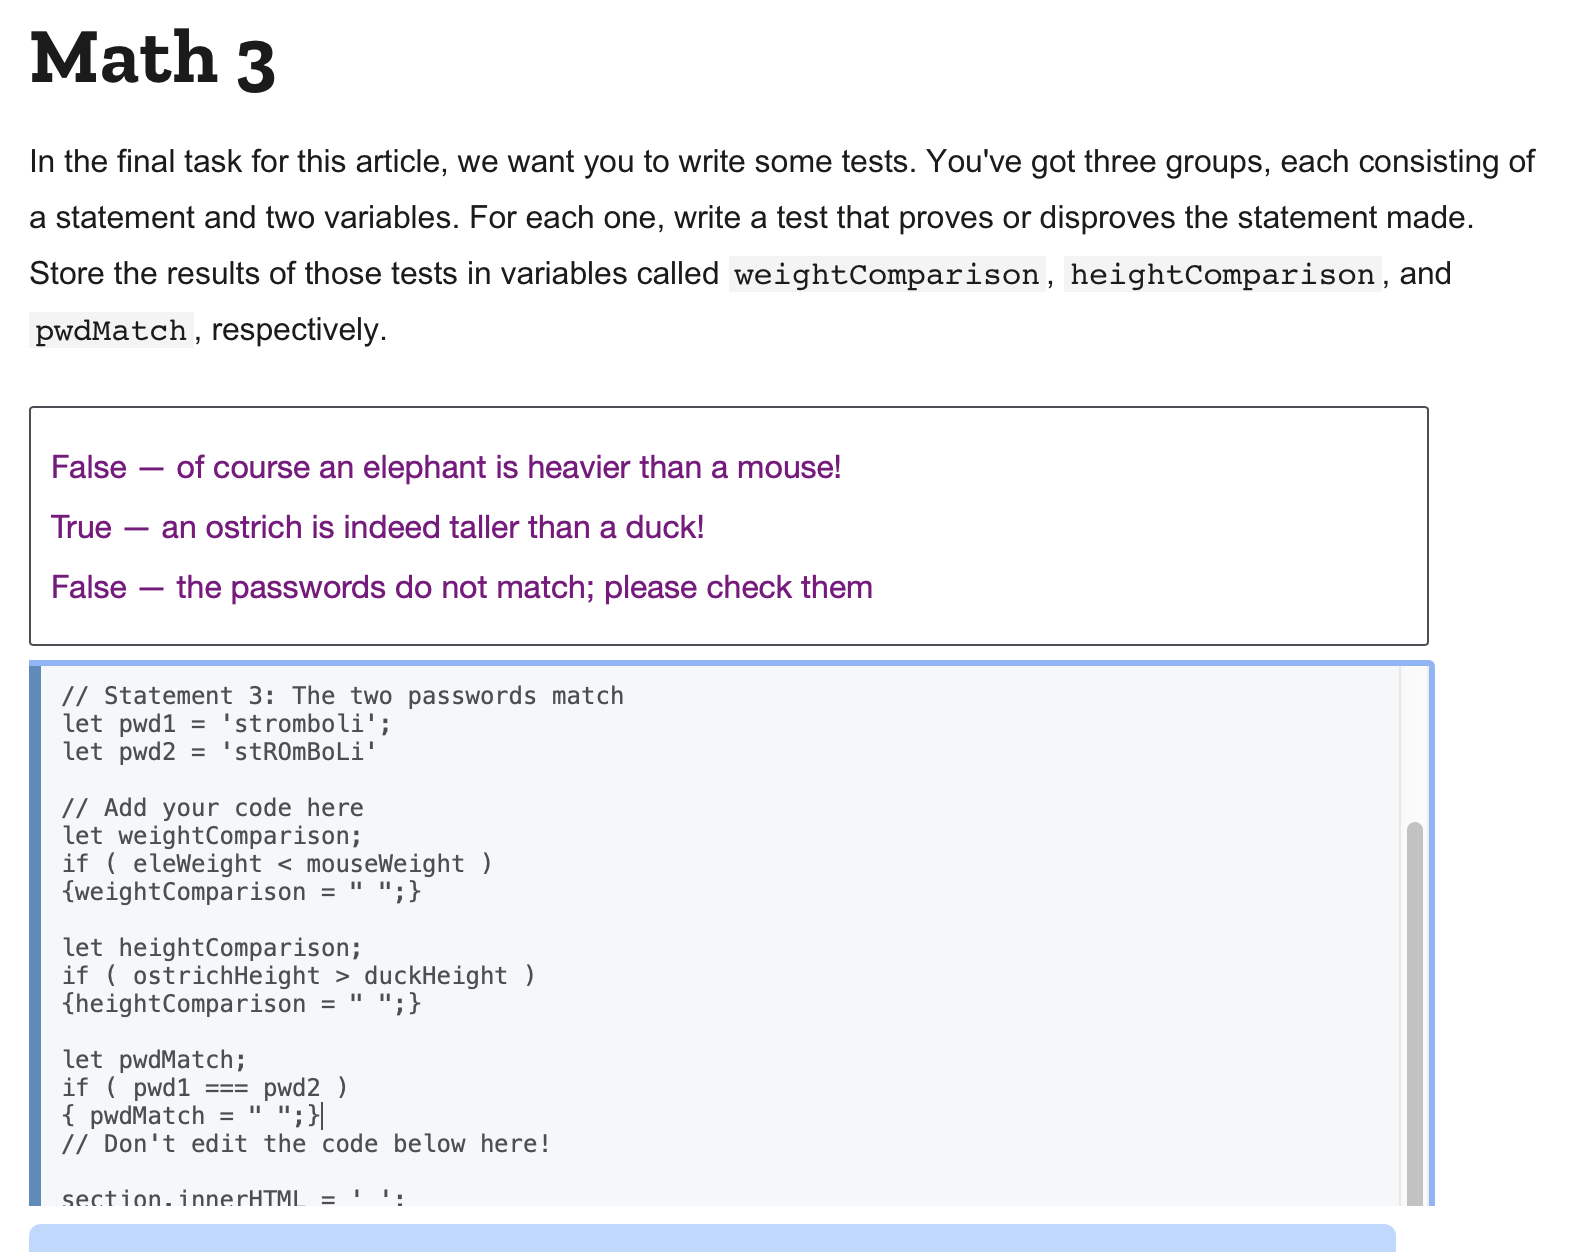 Math 3
In the final task for this article, we want you to write some tests. You've got three groups, each consisting of
a statement and two variables. For each one, write a test that proves or disproves the statement made.
Store the results of those tests in variables called weightComparison, heightComparison, and
pwdMatch, respectively.
False — of course an elephant is heavier than a mouse!
True — an ostrich is indeed taller than a duck!
False — the passwords do not match; please check them
// Statement 3: The two passwords match
let pwd1 = 'stromboli';
let pwd2 = 'stROmBoLi'
// Add your code here
let weightComparison;
if ( eleWeight < mouseWeight )
{weightComparison = " ";}
let heightComparison;
if ( ostrichHeight > duckHeight )
{heightComparison = " ";}
let pwdMatch;
if ( pwd1 === pwd2 )
{ pwdMatch = " ";}
// Don't edit the code below here!
section.innerHTML = ' ';